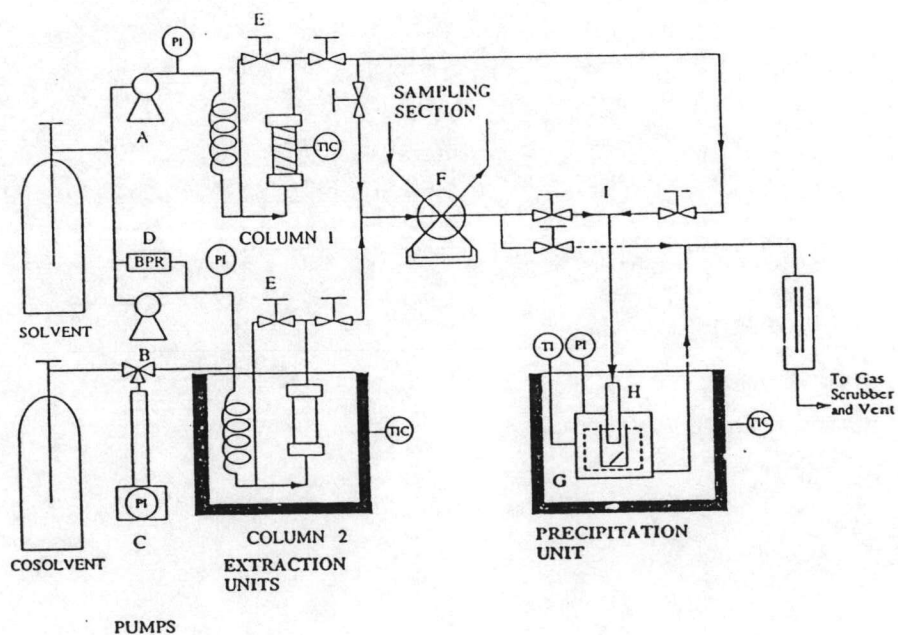 E
PI
A
SAMPLING
SECTION
TIC
F
I
COLUMN 1
D
BPR
PI
E
SOLVENT
B
TI
PI
H
To Gas
Scrubber
and Vent
TIC
TIC
G
PI
C
COLUMN 2
EXTRACTION
UNITS
PRECIPITATION
UNIT
COSOLVENT
PUMPS